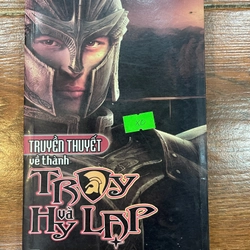 TRUYỀN THUYẾT
về thành
TROY
và
HY LẠP